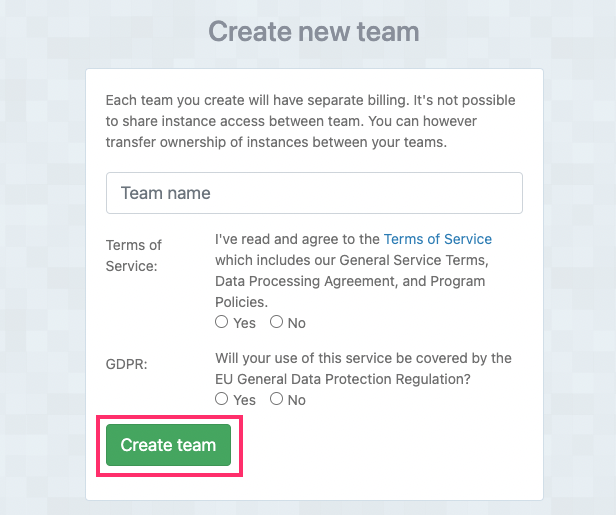 Create new team
Each team you create will have separate billing. It's not possible
to share instance access between team. You can however
transfer ownership of instances between your teams.
Team name
Terms of
Service:
I've read and agree to the Terms of Service
which includes our General Service Terms,
Data Processing Agreement, and Program
Policies.
Yes No
GDPR:
Will your use of this service be covered by the
EU General Data Protection Regulation?
Yes No
Create team